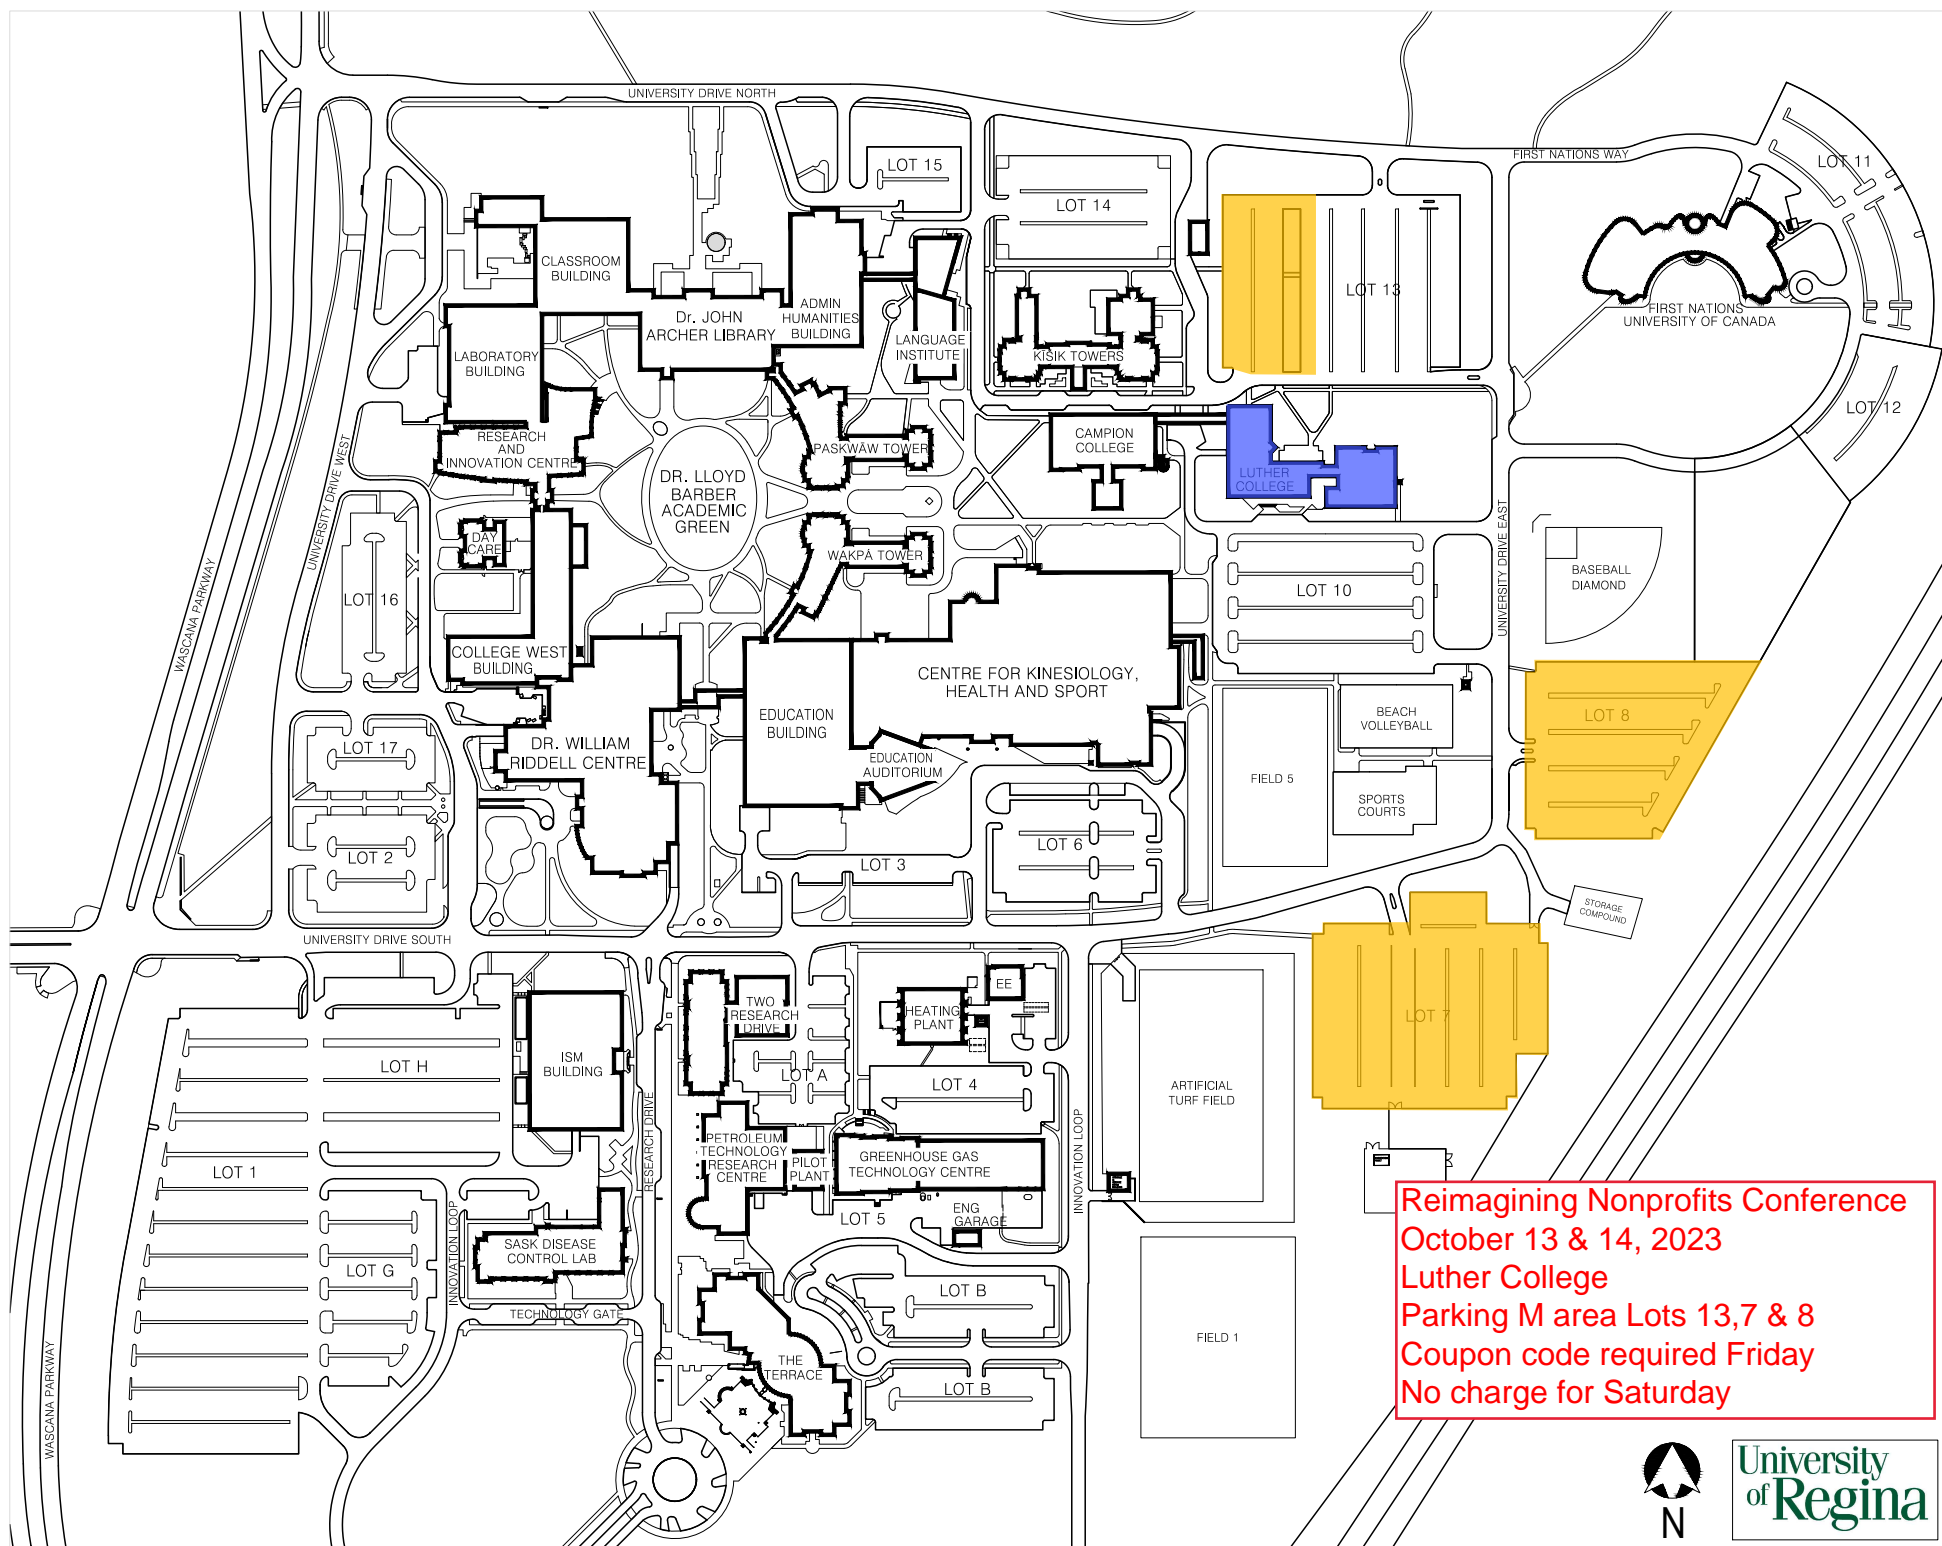 UNIVERSITY DRIVE NORTH
FIRST NATIONS WAY
LOT 11
LOT 15
LOT 14
CLASSROOM
BUILDING
Dr. JOHN
ARCHER LIBRARY
ADMIN
HUMANITIES
BUILDING
LANGUAGE
INSTITUTE
KĪSIK TOWERS
LOT 13
FIRST NATIONS
UNIVERSITY OF CANADA
LABORATORY
BUILDING
LOT 12
RESEARCH
AND
INNOVATION CENTRE
PASKWĀW TOWER
CAMPION
COLLEGE
LUTHER
COLLEGE
DR. LLOYD
BARBER
ACADEMIC
GREEN
UNIVERSITY DRIVE WEST
DAY
CARE
WAKPĀ TOWER
UNIVERSITY DRIVE EAST
BASEBALL
DIAMOND
WASCANA PARKWAY
LOT 16
LOT 10
COLLEGE WEST
BUILDING
CENTRE FOR KINESIOLOGY,
HEALTH AND SPORT
EDUCATION
BUILDING
BEACH
VOLLEYBALL
LOT 8
LOT 17
DR. WILLIAM
RIDDELL CENTRE
EDUCATION
AUDITORIUM
FIELD 5
SPORTS
COURTS
LOT 2
LOT 3
LOT 6
STORAGE
COMPOUND
UNIVERSITY DRIVE SOUTH
TWO
RESEARCH
DRIVE
EE
HEATING
PLANT
LOT 7
LOT H
ISM
BUILDING
LOT A
LOT 4
ARTIFICIAL
TURF FIELD
RESEARCH DRIVE
PETROLEUM
TECHNOLOGY
RESEARCH
CENTRE
PILOT
PLANT
GREENHOUSE GAS
TECHNOLOGY CENTRE
INNOVATION LOOP
LOT 1
LOT 5
ENG
GARAGE
INNOVATION LOOP
SASK DISEASE
CONTROL LAB
LOT G
TECHNOLOGY GATE
LOT B
FIELD 1
THE
TERRACE
LOT B
WASCANA PARKWAY
Reimagining Nonprofits Conference
October 13 & 14, 2023
Luther College
Parking M area Lots 13,7 & 8
Coupon code required Friday
No charge for Saturday
N
University
of Regina